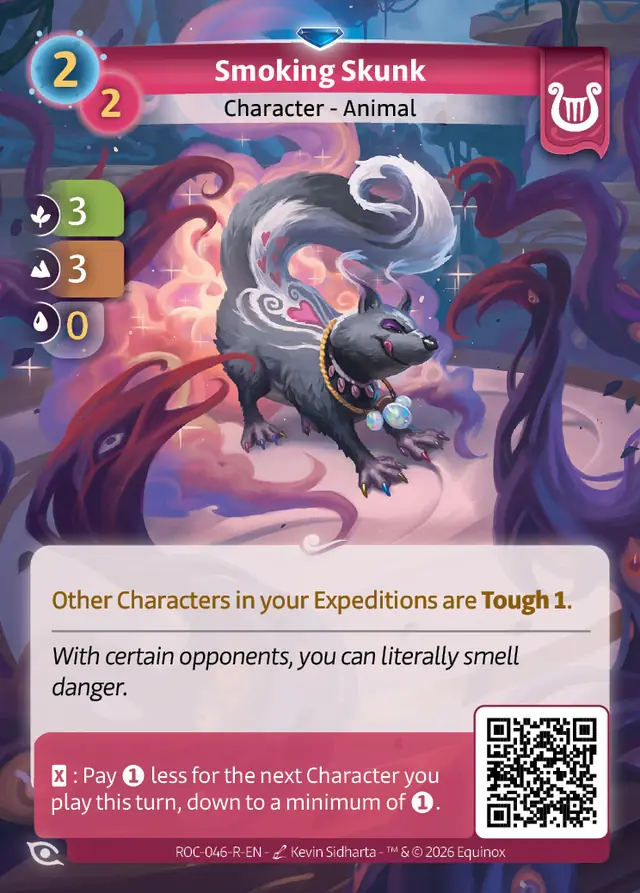 2
Smoking Skunk
2
Character - Animal
3
3
0
Other Characters in your Expeditions are Tough 1.
With certain opponents, you can literally smell
danger.
X : Pay 1 less for the next Character you
play this turn, down to a minimum of 1.
ROC-046-R-EN - Kevin Sidharta - ™ & © 2026 Equinox